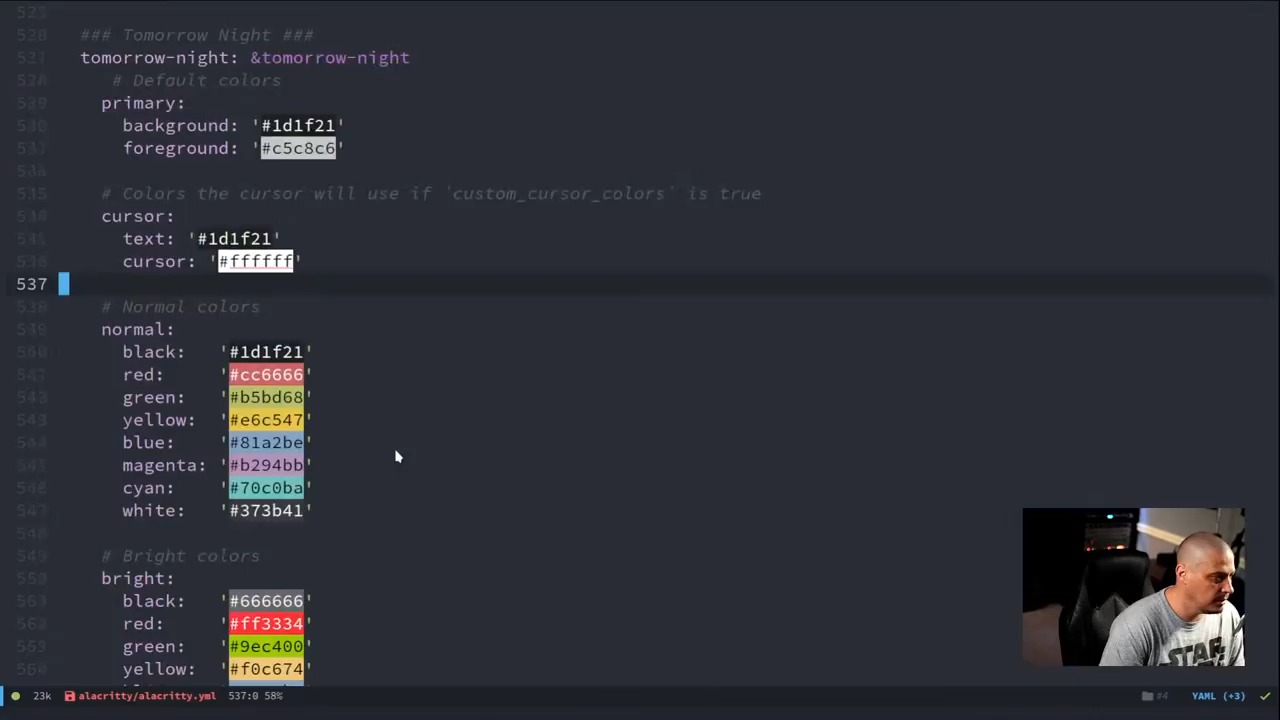 ### Tomorrow Night ###
tomorrow-night: &tomorrow-night
# Default colors
primary:
background: '#1d1f21'
foreground: '#c5c8c6'
# Colors the cursor will use if `custom_cursor_colors` is true
cursor:
text: '#1d1f21'
cursor: '#ffffff'
537
# Normal colors
normal:
black: '#1d1f21'
red: '#cc6666'
green: '#b5bd68'
yellow: '#e6c547'
blue: '#81a2be'
magenta: '#b294bb'
cyan: '#70c0ba'
white: '#373b41'
# Bright colors
bright:
black: '#666666'
red: '#ff3334'
green: '#9ec400'
yellow: '#f0c674'
23k alacritty/alacritty.yml 537:0 58% #4 YAML (+3)
STAR